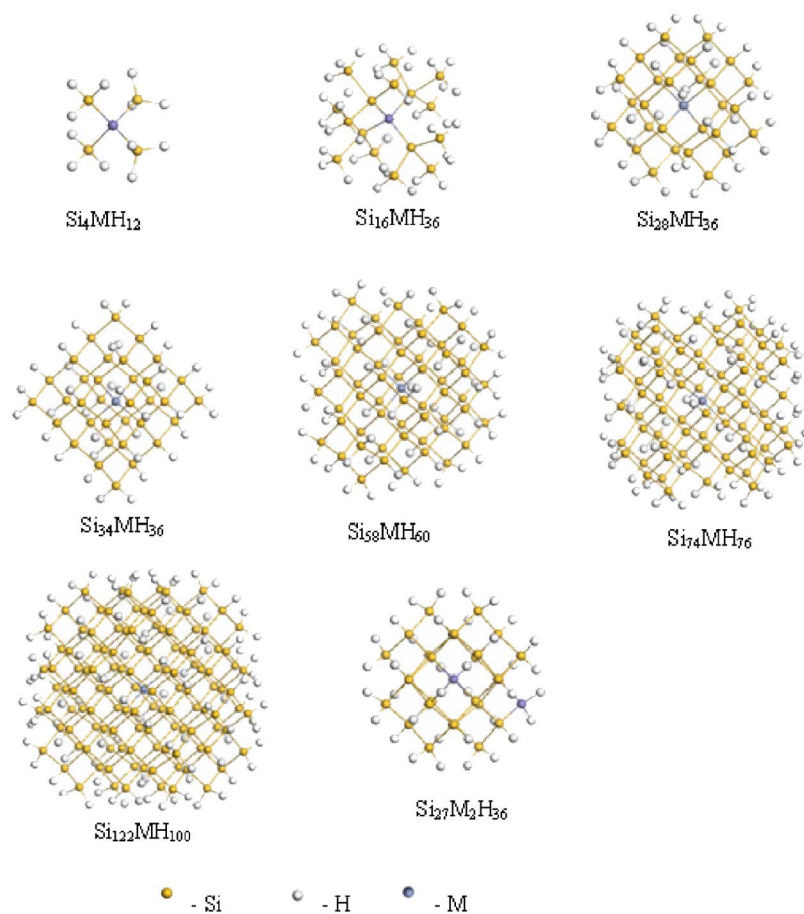 Si₄MH₁₂
Si₁₆MH₃₆
Si₂₈MH₃₆
Si₃₄MH₃₆
Si₅₈MH₆₀
Si₇₄MH₇₆
Si₁₂₂MH₁₀₀
Si₂₇M₂H₃₆
- Si - H - M